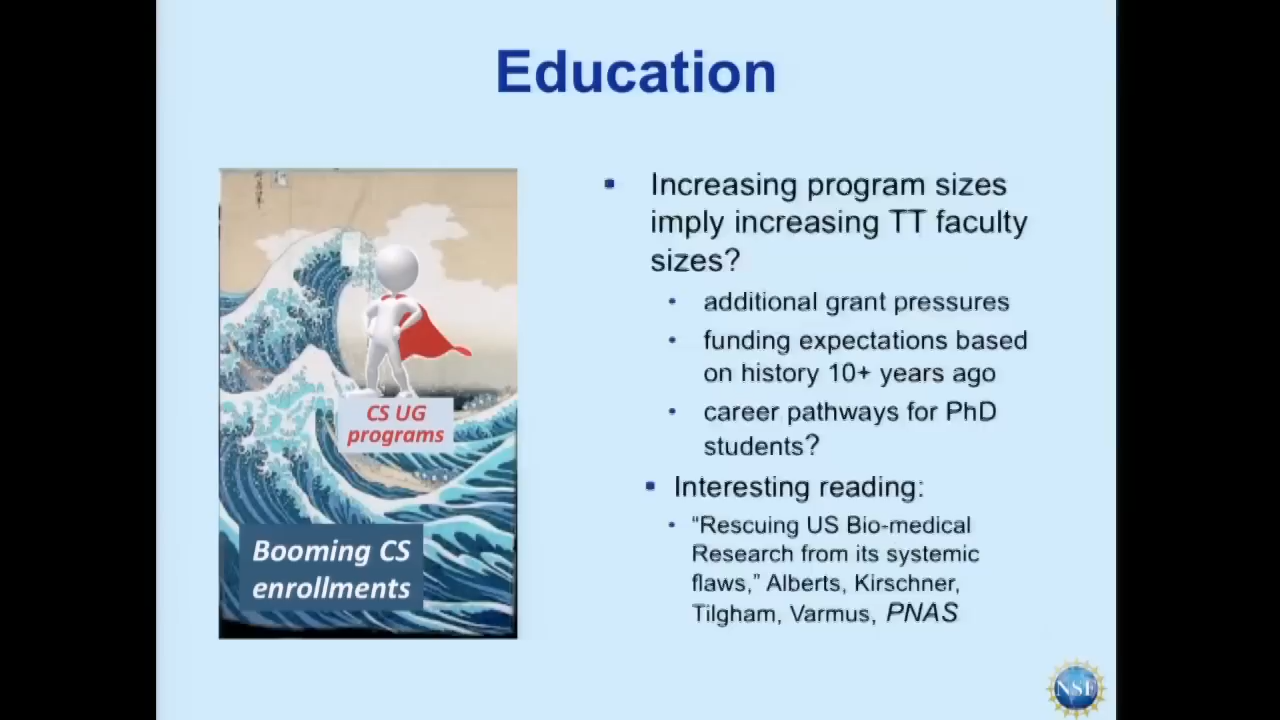 Education
Increasing program sizes
imply increasing TT faculty
sizes?
additional grant pressures
funding expectations based
on history 10+ years ago
career pathways for PhD
students?
Interesting reading:
“Rescuing US Bio-medical
Research from its systemic
flaws,” Alberts, Kirschner,
Tilgham, Varmus, PNAS
CS UG
programs
Booming CS
enrollments
NSF